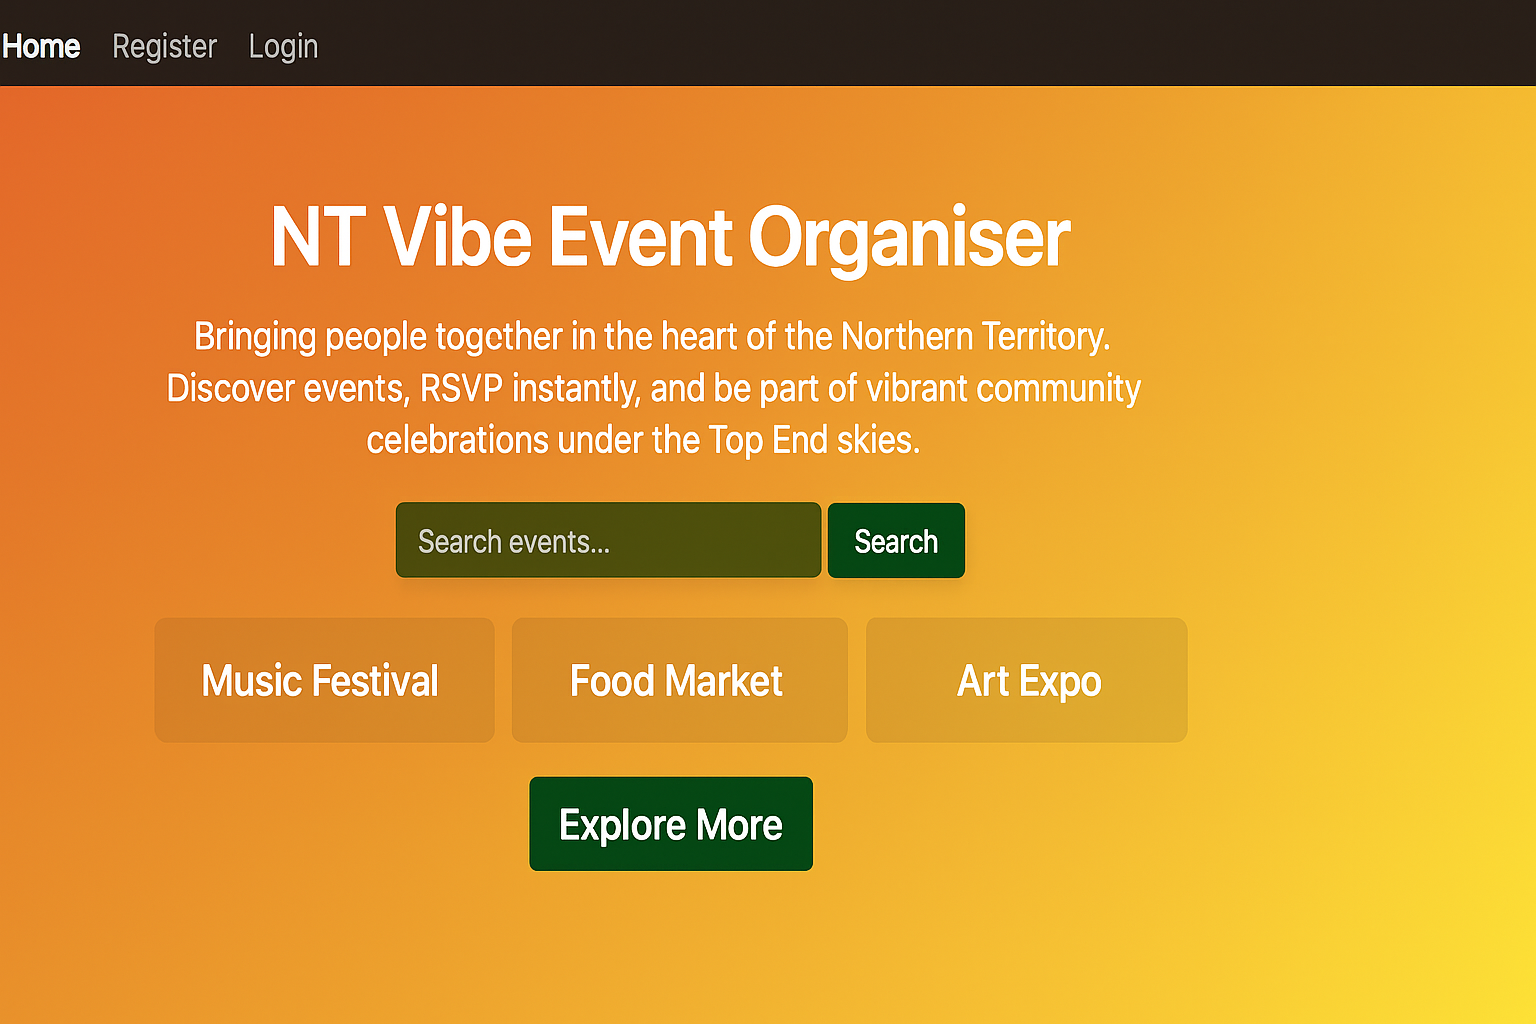 Home Register Login
NT Vibe Event Organiser
Bringing people together in the heart of the Northern Territory.
Discover events, RSVP instantly, and be part of vibrant community
celebrations under the Top End skies.
Search events... Search
Music Festival Food Market Art Expo
Explore More